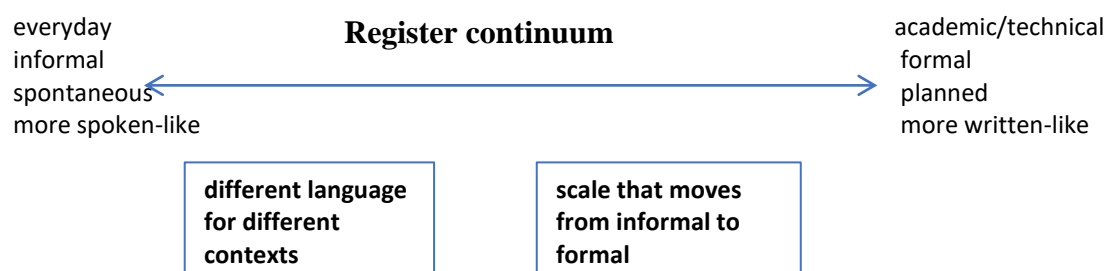 everyday
informal
spontaneous
more spoken-like
Register continuum
academic/technical
formal
planned
more written-like
different language
for different
contexts
scale that moves
from informal to
formal